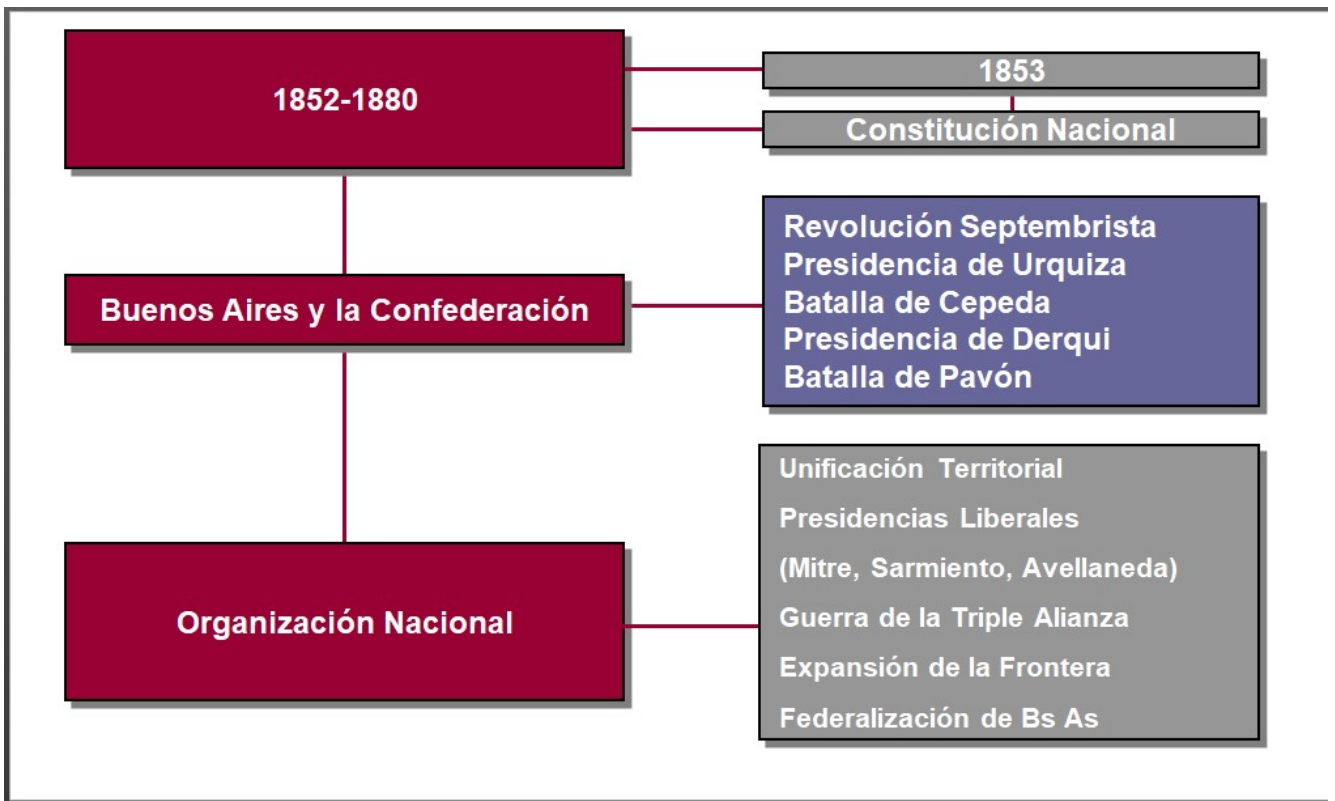 1852-1880
1853
Constitución Nacional
Buenos Aires y la Confederación
Revolución Septembrista
Presidencia de Urquiza
Batalla de Cepeda
Presidencia de Derqui
Batalla de Pavón
Organización Nacional
Unificación Territorial
Presidencias Liberales
(Mitre, Sarmiento, Avellaneda)
Guerra de la Triple Alianza
Expansión de la Frontera
Federalización de Bs As